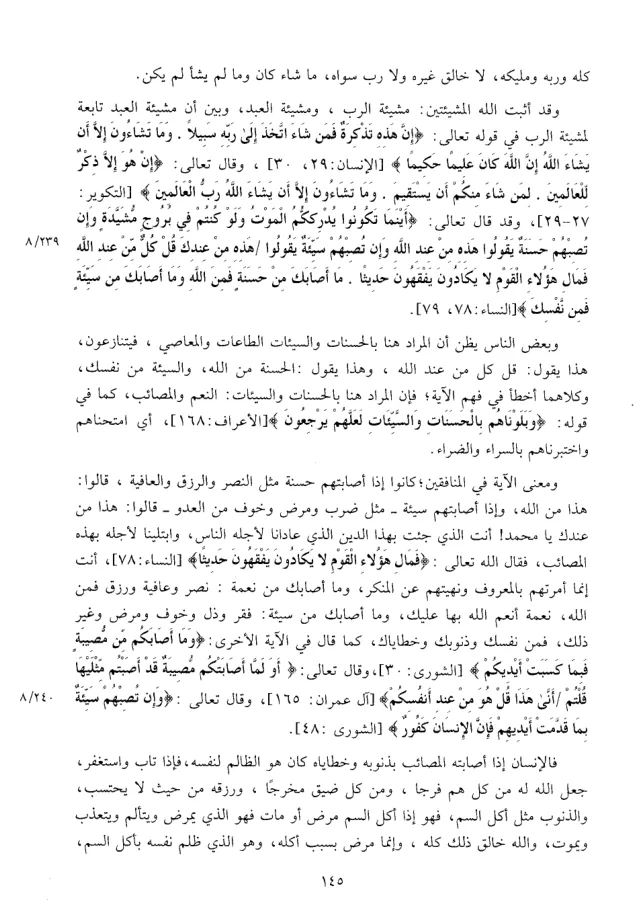 كله وربه ومليكه، لا خالق غيره ولا رب سواه، ما شاء كان وما لم يشأ لم يكن.
وقد أثبت الله المشيئتين: مشيئة الرب ، ومشيئة العبد، وبين أن مشيئة العبد تابعة
لمشيئة الرب في قوله تعالى: ﴿إِنَّ هَذِهِ تَذْكِرَةٌ فَمَن شَاءَ اتَّخَذَ إِلَىٰ رَبِّهِ سَبِيلاً . وَمَا تَشَاءُونَ إِلاَّ أَن
يَشَاءَ اللَّهُ إِنَّ اللَّهَ كَانَ عَلِيمًا حَكِيمًا ﴾ [الإنسان:٢٩، ٣٠] ، وقال تعالى: ﴿إِنْ هُوَ إِلاَّ ذِكْرٌ
لِّلْعَالَمِينَ . لِمَن شَاءَ مِنكُمْ أَن يَسْتَقِيمَ . وَمَا تَشَاءُونَ إِلاَّ أَن يَشَاءَ اللَّهُ رَبُّ الْعَالَمِينَ ﴾ [التكوير:
٢٧-٢٩]، وقد قال تعالى: ﴿أَيْنَمَا تَكُونُوا يُدْرِككُّمُ الْمَوْتُ وَلَوْ كُنتُمْ فِي بُرُوجٍ مُّشَيَّدَةٍ وَإِن
تُصِبْهُمْ حَسَنَةٌ يَقُولُوا هَذِهِ مِنْ عِندِ اللَّهِ وَإِن تُصِبْهُمْ سَيِّئَةٌ يَقُولُوا /هَذِهِ مِنْ عِندِكَ قُلْ كُلٌّ مِّنْ عِندِ اللَّهِ
٨/٢٣٩
فَمَالِ هَؤُلاءِ الْقَوْمِ لا يَكَادُونَ يَفْقَهُونَ حَدِيثًا . مَا أَصَابَكَ مِنْ حَسَنَةٍ فَمِنَ اللَّهِ وَمَا أَصَابَكَ مِن سَيِّئَةٍ
فَمِن نَّفْسِكَ ﴾[النساء:٧٨، ٧٩].
وبعض الناس يظن أن المراد هنا بالحسنات والسيئات الطاعات والمعاصي ، فيتنازعون،
هذا يقول: قل كل من عند الله ، وهذا يقول :الحسنة من الله، والسيئة من نفسك،
وكلاهما أخطأ في فهم الآية؛ فإن المراد هنا بالحسنات والسيئات: النعم والمصائب، كما في
قوله: ﴿وَبَلَوْنَاهُم بِالْحَسَنَاتِ وَالسَّيِّئَاتِ لَعَلَّهُمْ يَرْجِعُونَ ﴾[الأعراف:١٦٨]، أي امتحناهم
واختبرناهم بالسراء والضراء.
ومعنى الآية في المنافقين؛كانوا إذا أصابتهم حسنة مثل النصر والرزق والعافية ، قالوا:
هذا من الله، وإذا أصابتهم سيئة ـ مثل ضرب ومرض وخوف من العدو ـ قالوا: هذا من
عندك يا محمد! أنت الذي جئت بهذا الدين الذي عادانا لأجله الناس، وابتلينا لأجله بهذه
المصائب، فقال الله تعالى :﴿فَمَالِ هَؤُلاءِ الْقَوْمِ لا يَكَادُونَ يَفْقَهُونَ حَدِيثًا﴾ [النساء:٧٨]، أنت
إنما أمرتهم بالمعروف ونهيتهم عن المنكر، وما أصابك من نعمة : نصر وعافية ورزق فمن
الله، نعمة أنعم الله بها عليك، وما أصابك من سيئة: فقر وذل وخوف ومرض وغير
ذلك، فمن نفسك وذنوبك وخطاياك، كما قال في الآية الأخرى:﴿وَمَا أَصَابَكُم مِّن مُّصِيبَةٍ
فَبِمَا كَسَبَتْ أَيْدِيكُمْ ﴾ [الشورى:٣٠]،وقال تعالى:﴿ أَوَ لَمَّا أَصَابَتْكُم مُّصِيبَةٌ قَدْ أَصَبْتُم مِّثْلَيْهَا
قُلْتُمْ /أَنَّىٰ هَذَا قُلْ هُوَ مِنْ عِندِ أَنفُسِكُمْ﴾[آل عمران: ١٦٥]، وقال تعالى :﴿وَإِن تُصِبْهُمْ سَيِّئَةٌ
٨/٢٤٠
بِمَا قَدَّمَتْ أَيْدِيهِمْ فَإِنَّ الإِنسَانَ كَفُورٌ ﴾ [الشورى :٤٨].
فالإنسان إذا أصابته المصائب بذنوبه وخطاياه كان هو الظالم لنفسه،فإذا تاب واستغفر،
جعل الله له من كل هم فرجا ، ومن كل ضيق مخرجًا ، ورزقه من حيث لا يحتسب،
والذنوب مثل أكل السم، فهو إذا أكل السم مرض أو مات فهو الذي يمرض ويتألم ويتعذب
ويموت، والله خالق ذلك كله ، وإنما مرض بسبب أكله، وهو الذي ظلم نفسه بأكل السم،
١٤٥